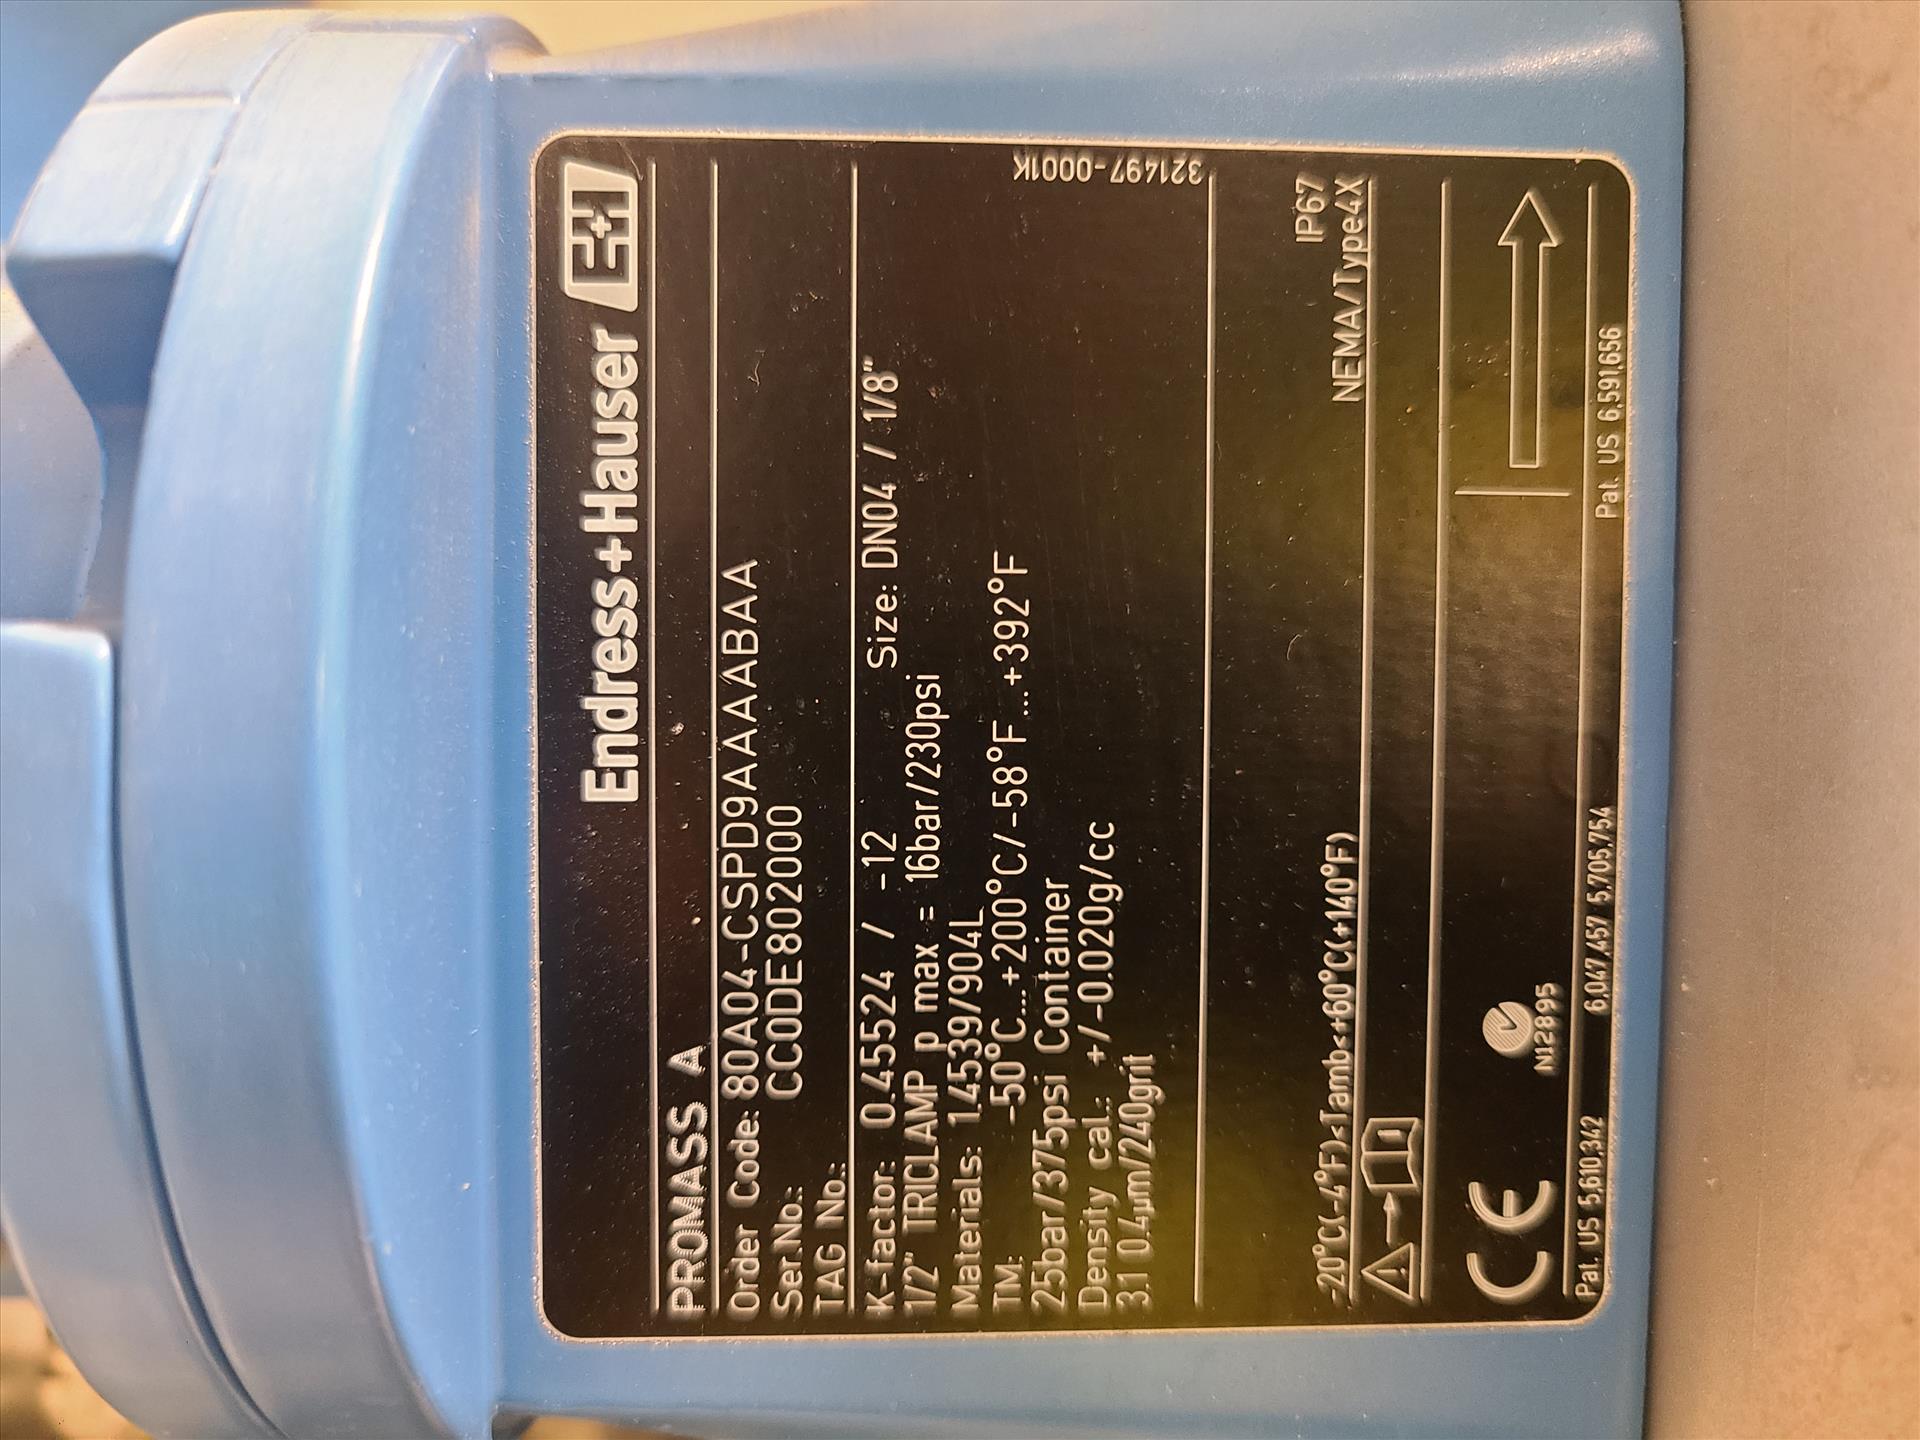 Endress+Hauser E+H
PROMASS A
Order Code: 80A04-CSPD9AAAABAA
Ser.No.: CC0DE802000
TAG No.:
K-factor: 0.45524 / -12 Size: DN04 / 1/8"
1/2" TRICLAMP p max = 16bar/230psi
Materials: 1.4539/904L
TM: -50°C...+200°C/-58°F...+392°F
25bar/375psi Container
Density cal.: +/-0.020g/cc
3.1 0.4µm/240grit
321497-0001K
-20°C(-4°F)<Tamb<+60°C(+140°F) IP67
NEMA/Type4X
i
CE N12895
Pat. US 5,610,342 6,047,457 5,705,754 Pat. US 6,591,656